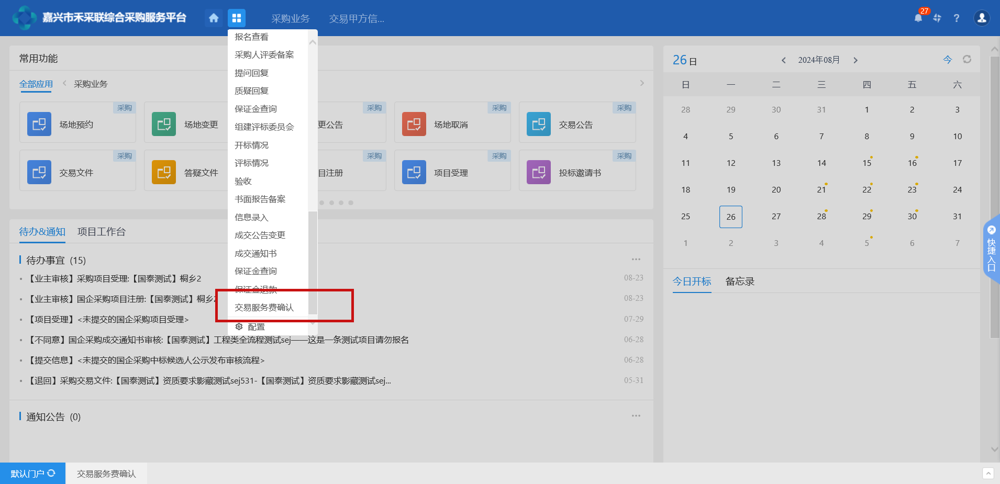 嘉兴市禾采联综合采购服务平台
采购业务
交易甲方信...
27
?
报名查看
采购人评委备案
提问回复
质疑回复
保证金查询
组建评标委员会
开标情况
评标情况
验收
书面报告备案
信息录入
成交公告变更
成交通知书
保证金查询
保证金退款
交易服务费确认
配置
常用功能
全部应用
采购业务
采购
场地预约
场地变更
采购
更公告
采购
场地取消
采购
交易公告
采购
交易文件
答疑文件
采购
目注册
采购
项目受理
采购
投标邀请书
待办&通知
项目工作台
待办事宜 (15)
【业主审核】采购项目受理:【国泰测试】桐乡2
08-23
【业主审核】国企采购项目注册:【国泰测试】桐乡2
08-23
【项目受理】<未提交的国企采购项目受理>
07-29
【不同意】国企采购成交通知书审核:【国泰测试】工程类全流程测试sej——这是一条测试项目请勿报名
06-28
【提交信息】<未提交的国企采购中标候选人公示发布审核流程>
06-28
【退回】采购交易文件:【国泰测试】资质要求影藏测试sej531-【国泰测试】资质要求影藏测试sej...
05-31
通知公告 (0)
26日
2024年08月
今
日 一 二 三 四 五 六
28 29 30 31 1 2 3
4 5 6 7 8 9 10
11 12 13 14 15 16 17
18 19 20 21 22 23 24
25 26 27 28 29 30 31
1 2 3 4 5 6 7
今日开标
备忘录
快捷入口
默认门户
交易服务费确认